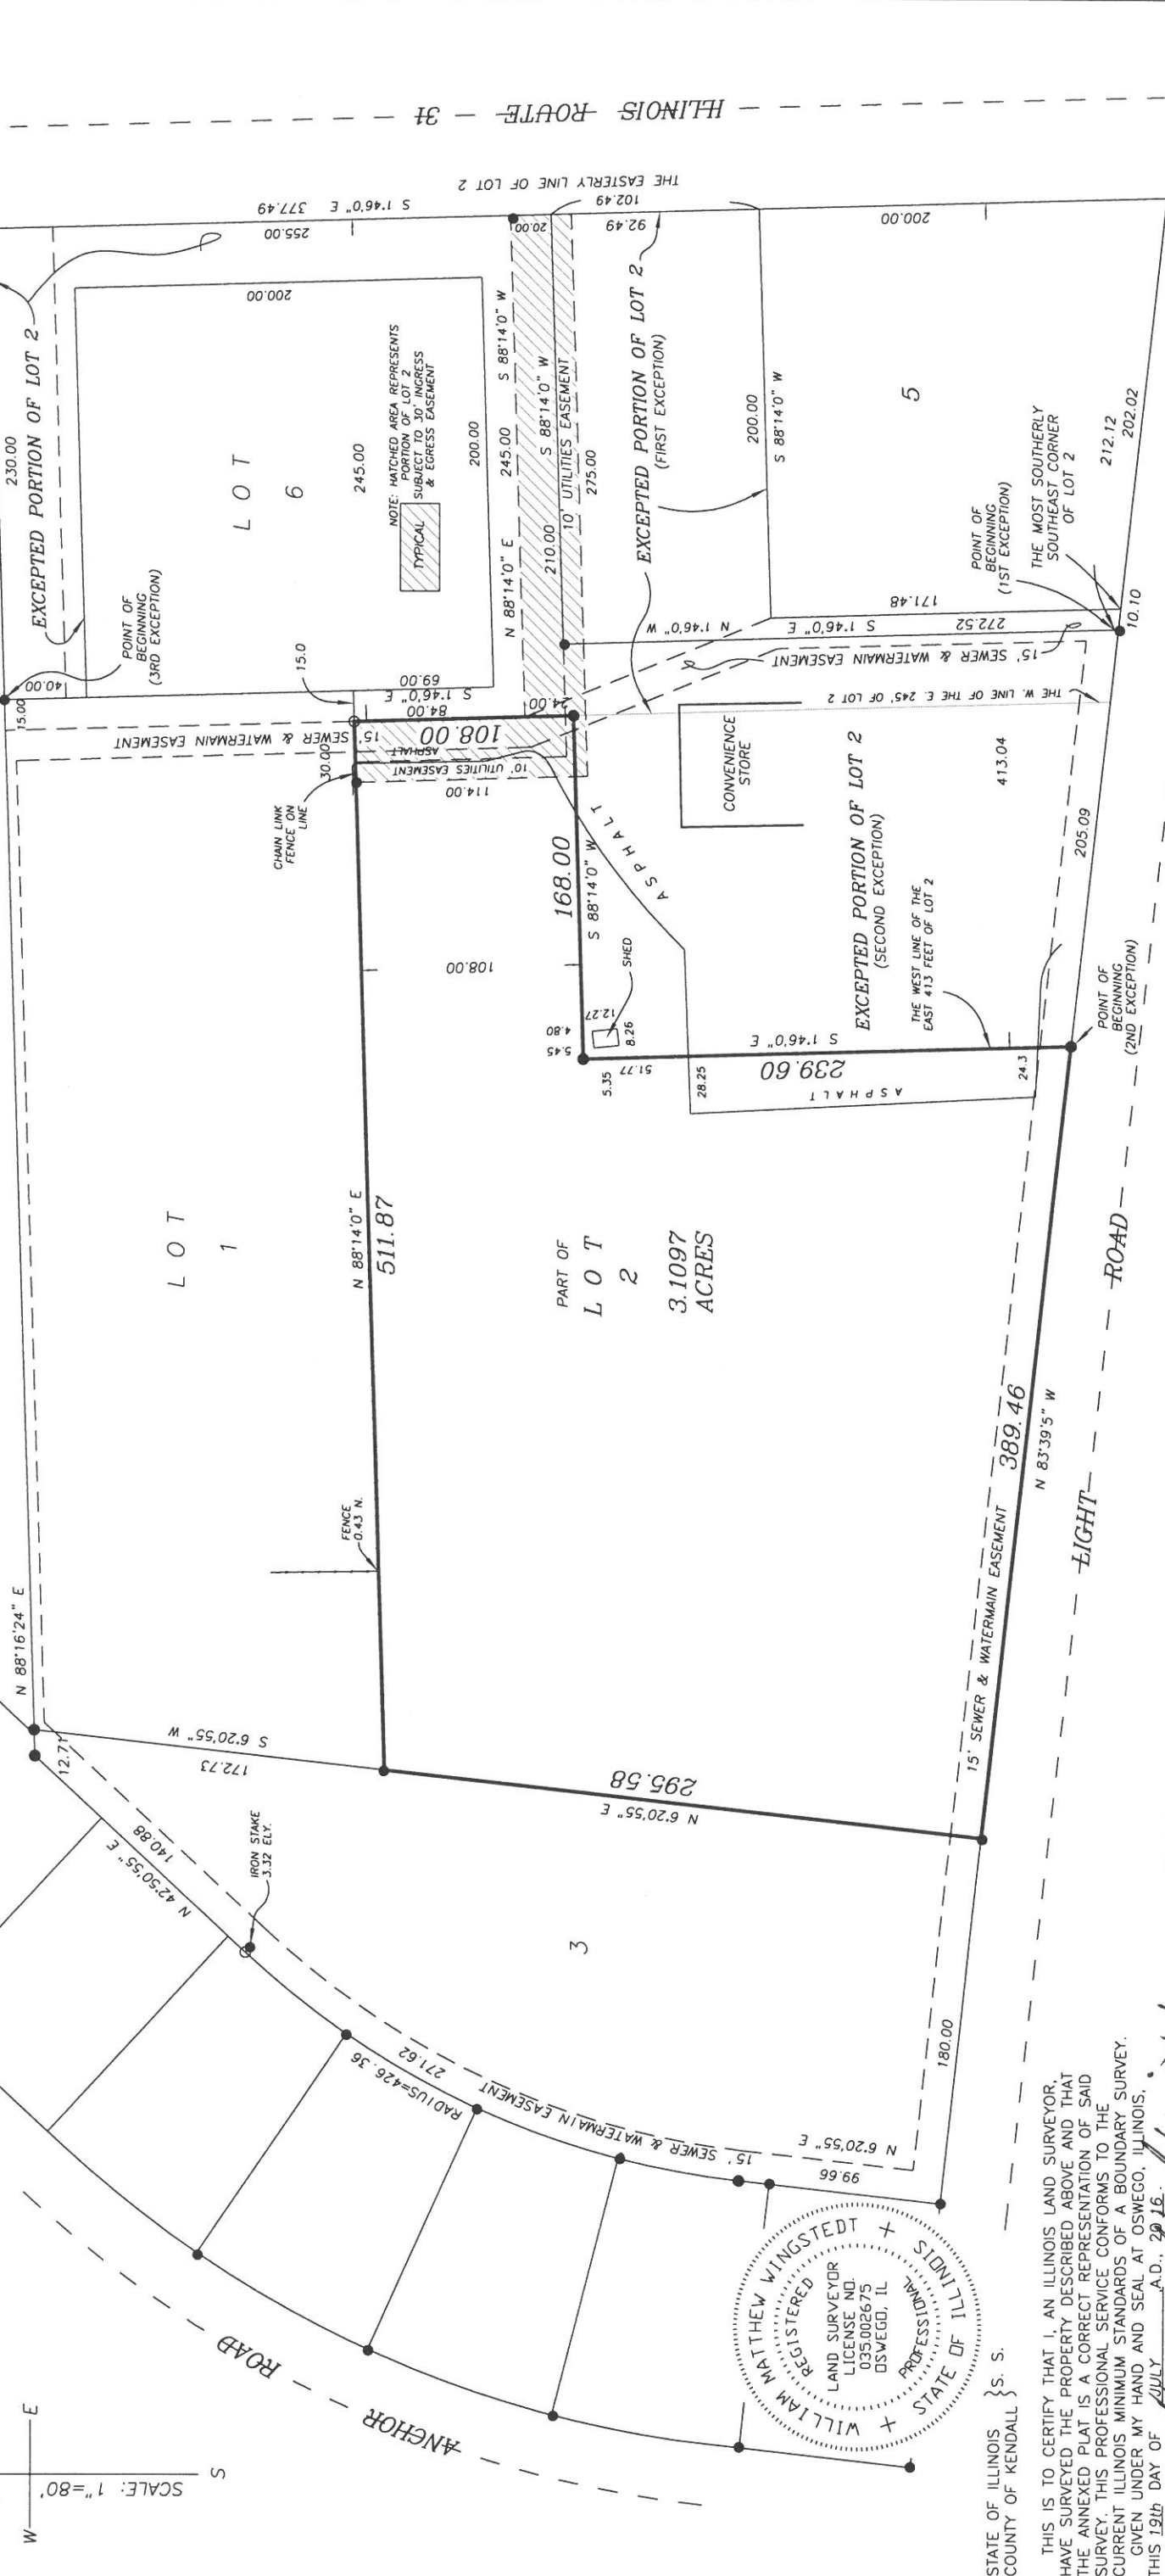 ILLINOIS ROUTE 31
THE EASTERLY LINE OF LOT 2
S 1°46'0" E 377.49
255.00
102.49
92.49
20.00
200.00
230.00
EXCEPTED PORTION OF LOT 2
40.00
15.00
POINT OF
BEGINNING
(3RD EXCEPTION)
LOT
6
200.00
245.00
200.00
NOTE: HATCHED AREA REPRESENTS
PORTION OF LOT 2
SUBJECT TO 30' INGRESS
& EGRESS EASEMENT
TYPICAL
N 88°14'0" E 245.00 S 88°14'0" W
210.00 S 88°14'0" W
10' UTILITIES EASEMENT
275.00
EXCEPTED PORTION OF LOT 2
(FIRST EXCEPTION)
200.00
S 88°14'0" W
5
212.12
202.02
THE MOST SOUTHERLY
SOUTHEAST CORNER
OF LOT 2
POINT OF
BEGINNING
(1ST EXCEPTION)
10.10
171.48
N 1°46'0" W S 1°46'0" E 272.52
15' SEWER & WATERMAIN EASEMENT
THE W. LINE OF THE E. 245' OF LOT 2
15.0
69.00
S 1°46'0" E
84.00
24.00
108.00
15' SEWER & WATERMAIN EASEMENT
ASPHALT
30.00
10' UTILITIES EASEMENT
114.00
CHAIN LINK
FENCE ON
LINE
CONVENIENCE
STORE
413.04
205.09
ASPHALT
168.00
S 88°14'0" W
108.00
EXCEPTED PORTION OF LOT 2
(SECOND EXCEPTION)
THE WEST LINE OF THE
EAST 413 FEET OF LOT 2
SHED
12.27
8.26
4.80
5.45
5.35
51.77
28.25
S 1°46'0" E
239.60
ASPHALT
24.3
POINT OF
BEGINNING
(2ND EXCEPTION)
LOT
1
N 88°14'0" E
511.87
PART OF
LOT
2
3.1097
ACRES
FENCE
0.43 N.
15' SEWER & WATERMAIN EASEMENT
389.46
N 83°39'5" W
LIGHT ROAD
N 88°16'24" E
12.71
S 6°20'55" W
172.73
295.58
N 6°20'55" E
140.88
N 42°50'55" E
IRON STAKE
3.32 ELY.
3
271.62
RADIUS=426.36
15' SEWER & WATERMAIN EASEMENT
N 6°20'55" E
99.66
180.00
ANCHOR ROAD
W E
S
SCALE: 1"=80'
WILLIAM MATTHEW WINGSTEDT
STATE OF ILLINOIS
REGISTERED
PROFESSIONAL
LAND SURVEYOR
LICENSE NO.
035.002675
OSWEGO, IL
STATE OF ILLINOIS
COUNTY OF KENDALL }S. S.
THIS IS TO CERTIFY THAT I, AN ILLINOIS LAND SURVEYOR,
HAVE SURVEYED THE PROPERTY DESCRIBED ABOVE AND THAT
THE ANNEXED PLAT IS A CORRECT REPRESENTATION OF SAID
SURVEY. THIS PROFESSIONAL SERVICE CONFORMS TO THE
CURRENT ILLINOIS MINIMUM STANDARDS OF A BOUNDARY SURVEY.
GIVEN UNDER MY HAND AND SEAL AT OSWEGO, ILLINOIS,
THIS 19th DAY OF JULY A.D., 2016.